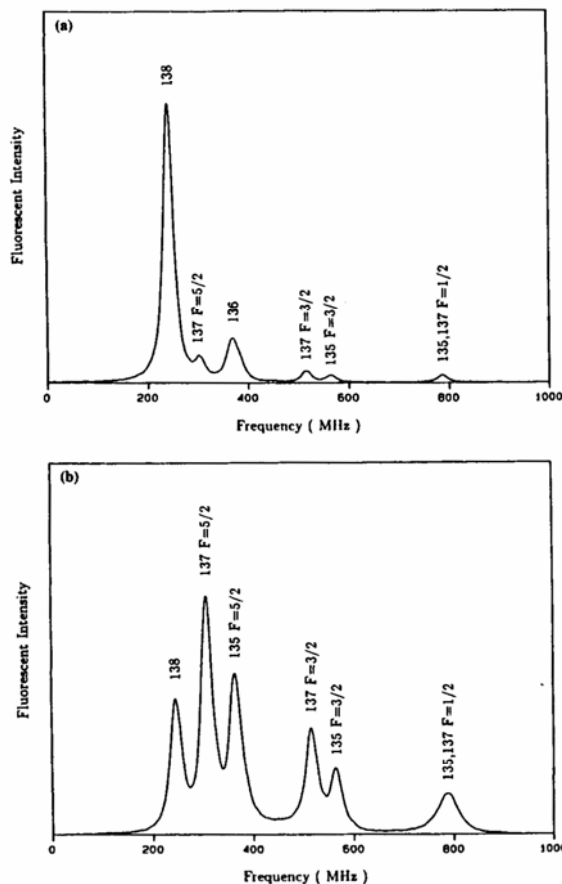 (a)
138
137 F=5/2
136
137 F=3/2
135 F=3/2
135,137 F=1/2
Fluorescent Intensity
0
200
400
600
800
1000
Frequency ( MHz )
(b)
138
137 F=5/2
135 F=5/2
137 F=3/2
135 F=3/2
135,137 F=1/2
Fluorescent Intensity
0
200
400
600
800
1000
Frequency ( MHz )